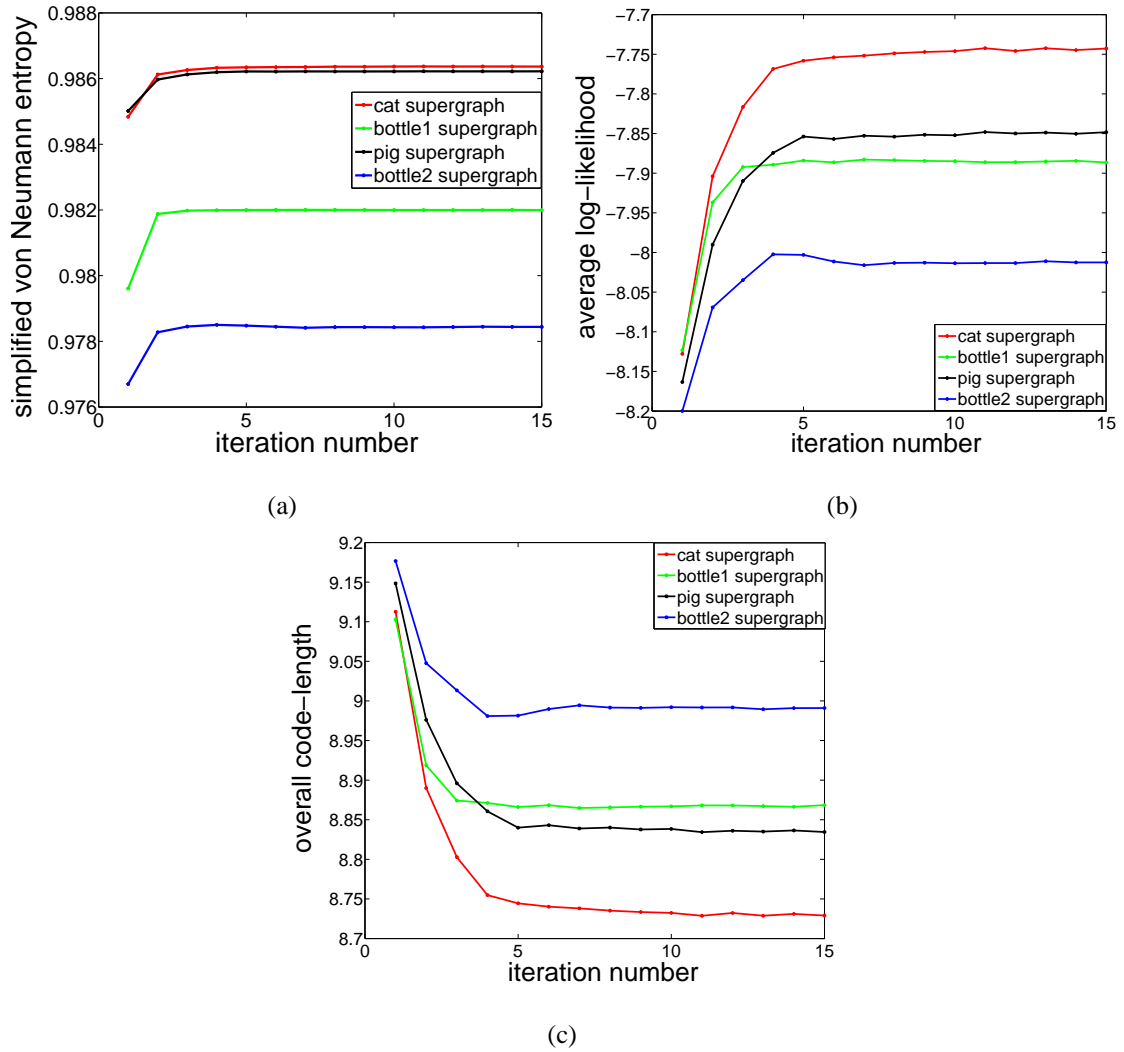 0.988
0.986
0.984
0.982
0.98
0.978
0.976
0
5
10
15
simplified von Neumann entropy
iteration number
cat supergraph
bottle1 supergraph
pig supergraph
bottle2 supergraph
(a)
−7.7
−7.75
−7.8
−7.85
−7.9
−7.95
−8
−8.05
−8.1
−8.15
−8.2
0
5
10
15
average log−likelihood
iteration number
cat supergraph
bottle1 supergraph
pig supergraph
bottle2 supergraph
(b)
9.2
9.15
9.1
9.05
9
8.95
8.9
8.85
8.8
8.75
8.7
0
5
10
15
overall code−length
iteration number
cat supergraph
bottle1 supergraph
pig supergraph
bottle2 supergraph
(c)